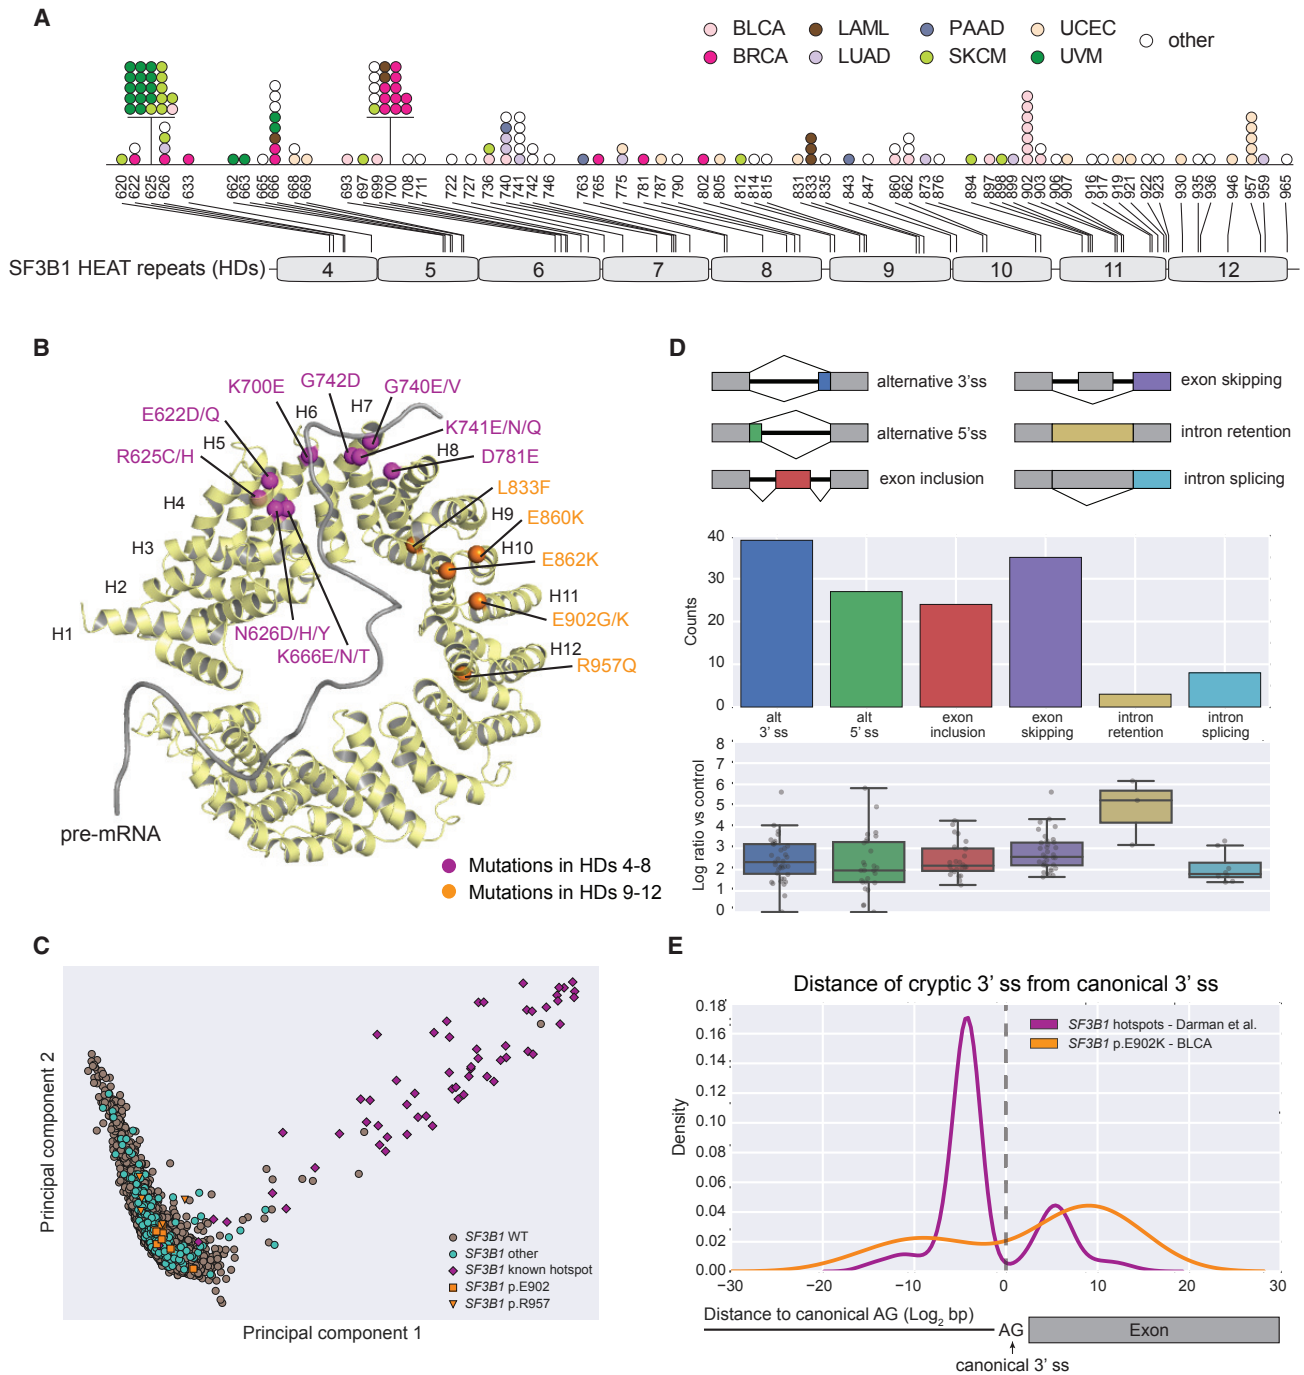 A
BLCA
LAML
PAAD
UCEC
other
BRCA
LUAD
SKCM
UVM
620 622 625 626 633 662 663 665 666 668 669 693 697 699 700 708 711 722 727 736 740 741 742 746 763 765 775 781 787 790 802 805 812 814 815 831 833 835 843 847 860 862 873 876 894 897 898 899 902 903 906 907 916 917 919 921 922 923 930 935 936 946 957 959 965
SF3B1 HEAT repeats (HDs)
4 5 6 7 8 9 10 11 12
B
K700E
G742D
G740E/V
E622D/Q
H6
H7
K741E/N/Q
H5
H8
R625C/H
D781E
L833F
H4
H9
E860K
H3
H10
E862K
H2
H11
E902G/K
H1
N626D/H/Y
H12
K666E/N/T
R957Q
pre-mRNA
Mutations in HDs 4-8
Mutations in HDs 9-12
C
Principal component 2
SF3B1 WT
SF3B1 other
SF3B1 known hotspot
SF3B1 p.E902
SF3B1 p.R957
Principal component 1
D
alternative 3'ss
exon skipping
alternative 5'ss
intron retention
exon inclusion
intron splicing
Counts
40
30
20
10
0
alt 3' ss
alt 5' ss
exon inclusion
exon skipping
intron retention
intron splicing
Log ratio vs control
8
7
6
5
4
3
2
1
0
E
Distance of cryptic 3' ss from canonical 3' ss
SF3B1 hotspots - Darman et al.
SF3B1 p.E902K - BLCA
Density
0.18
0.16
0.14
0.12
0.10
0.08
0.06
0.04
0.02
0.00
−30 −20 −10 0 10 20 30
Distance to canonical AG (Log2 bp)
AG
Exon
canonical 3' ss